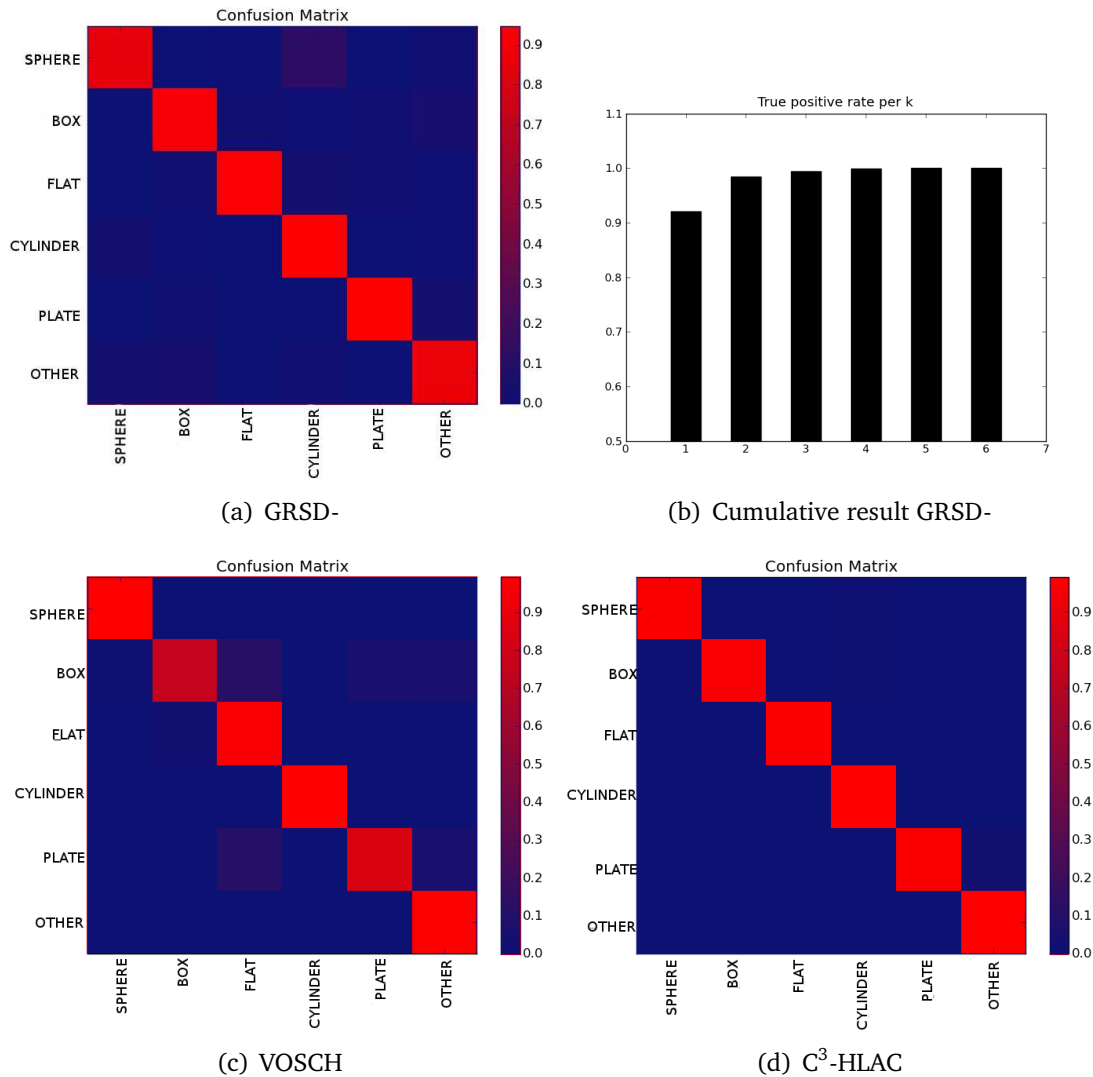 Confusion Matrix
SPHERE
BOX
FLAT
CYLINDER
PLATE
OTHER
SPHERE
BOX
FLAT
CYLINDER
PLATE
OTHER
0.9
0.8
0.7
0.6
0.5
0.4
0.3
0.2
0.1
0.0
(a) GRSD-
True positive rate per k
1.1
1.0
0.9
0.8
0.7
0.6
0.5
0 1 2 3 4 5 6 7
(b) Cumulative result GRSD-
Confusion Matrix
SPHERE
BOX
FLAT
CYLINDER
PLATE
OTHER
SPHERE
BOX
FLAT
CYLINDER
PLATE
OTHER
0.9
0.8
0.7
0.6
0.5
0.4
0.3
0.2
0.1
0.0
(c) VOSCH
Confusion Matrix
SPHERE
BOX
FLAT
CYLINDER
PLATE
OTHER
SPHERE
BOX
FLAT
CYLINDER
PLATE
OTHER
0.9
0.8
0.7
0.6
0.5
0.4
0.3
0.2
0.1
0.0
(d) C³-HLAC